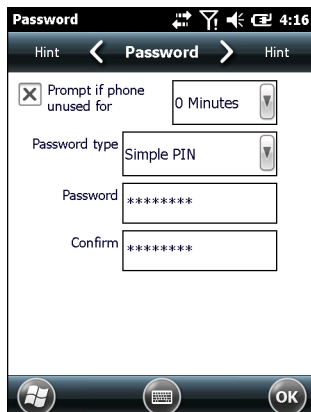 Password 4:16
Hint Password Hint
Prompt if phone
unused for
0 Minutes
Password type
Simple PIN
Password ********
Confirm ********
OK